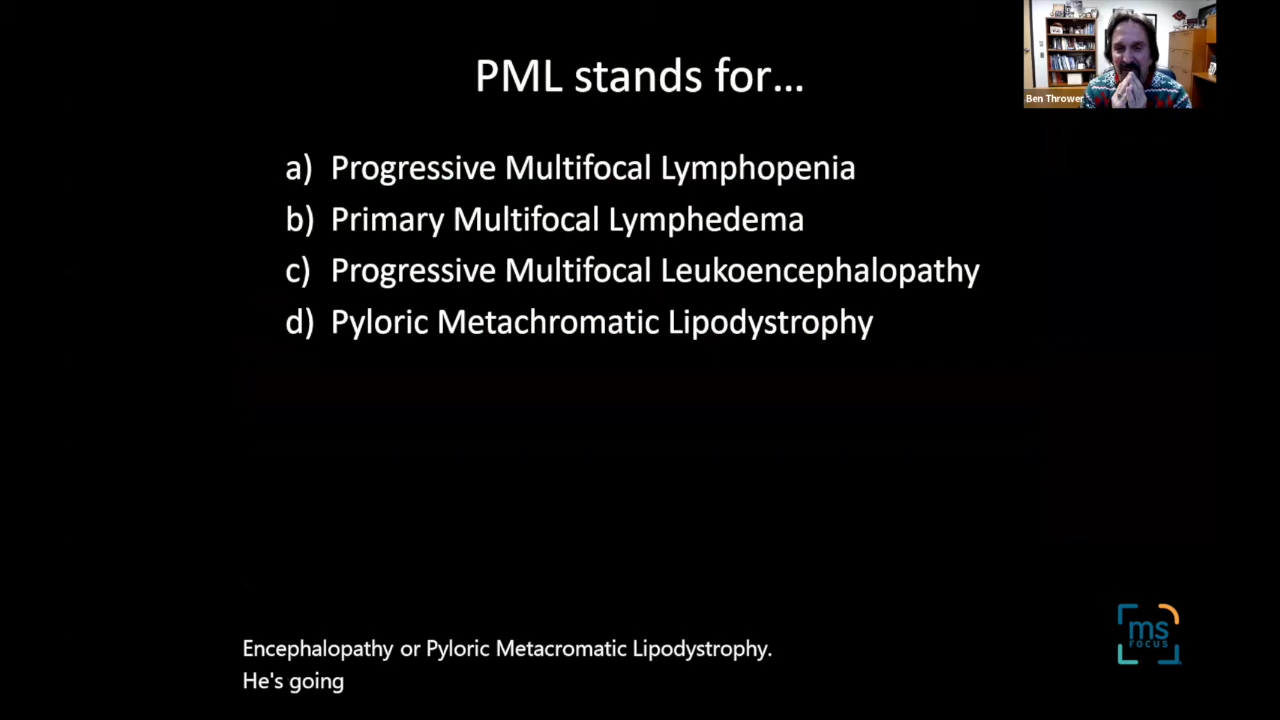 PML stands for...
Ben Thrower
a) Progressive Multifocal Lymphopenia
b) Primary Multifocal Lymphedema
c) Progressive Multifocal Leukoencephalopathy
d) Pyloric Metachromatic Lipodystrophy
ms
FOCUS
Encephalopathy or Pyloric Metacromatic Lipodystrophy.
He's going